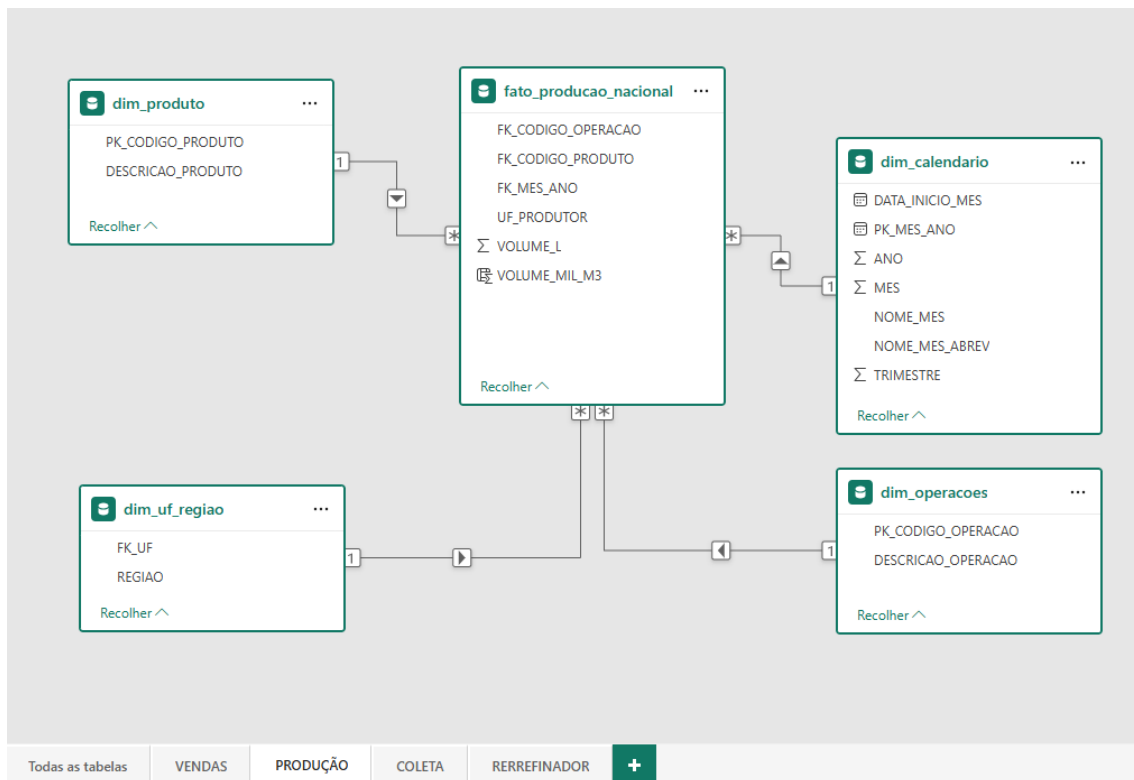 dim_produto ...
PK_CODIGO_PRODUTO
DESCRICAO_PRODUTO
Recolher
1
*
fato_producao_nacional ...
FK_CODIGO_OPERACAO
FK_CODIGO_PRODUTO
FK_MES_ANO
UF_PRODUTOR
Σ VOLUME_L
VOLUME_MIL_M3
Recolher
*
1
dim_calendario ...
DATA_INICIO_MES
PK_MES_ANO
Σ ANO
Σ MES
NOME_MES
NOME_MES_ABREV
Σ TRIMESTRE
Recolher
* *
dim_uf_regiao ...
FK_UF
REGIAO
Recolher
1
1
dim_operacoes ...
PK_CODIGO_OPERACAO
DESCRICAO_OPERACAO
Recolher
Todas as tabelas VENDAS PRODUÇÃO COLETA RERREFINADOR +